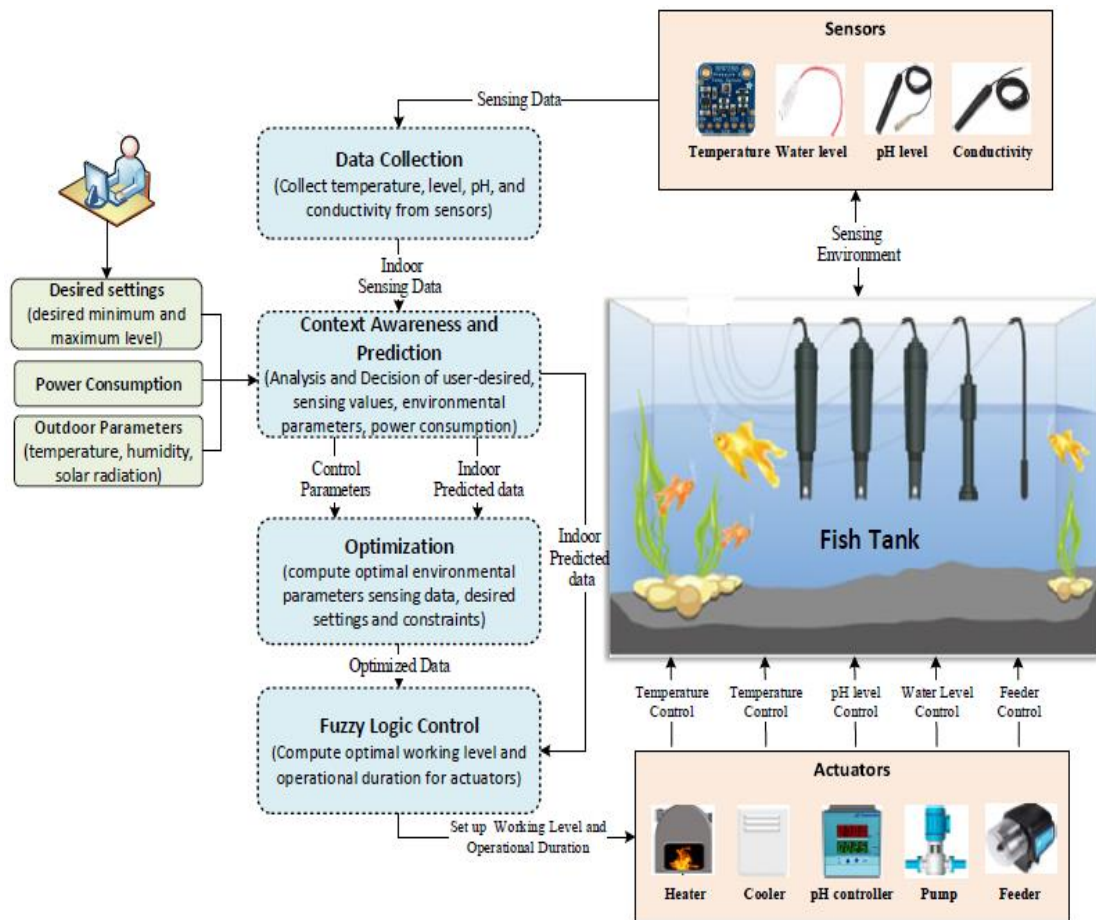 Sensors
Temperature
Water level
pH level
Conductivity
Sensing Data
Data Collection
(Collect temperature, level, pH, and
conductivity from sensors)
Sensing
Environment
Indoor
Sensing Data
Desired settings
(desired minimum and
maximum level)
Power Consumption
Outdoor Parameters
(temperature, humidity,
solar radiation)
Context Awareness and
Prediction
(Analysis and Decision of user-desired,
sensing values, environmental
parameters, power consumption)
Control
Parameters
Indoor
Predicted data
Indoor
Predicted
data
Optimization
(compute optimal environmental
parameters sensing data, desired
settings and constraints)
Optimized Data
Fuzzy Logic Control
(Compute optimal working level and
operational duration for actuators)
Set up Working Level and
Operational Duration
Fish Tank
Temperature
Control
Temperature
Control
pH level
Control
Water Level
Control
Feeder
Control
Actuators
Heater
Cooler
pH controller
Pump
Feeder